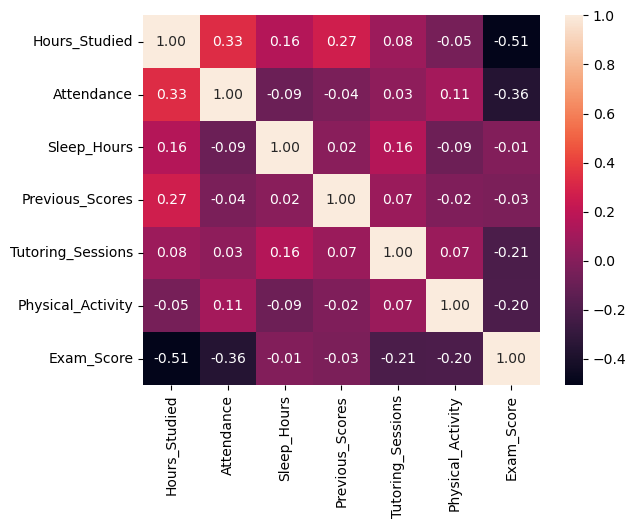 Hours_Studied 1.00 0.33 0.16 0.27 0.08 -0.05 -0.51
Attendance 0.33 1.00 -0.09 -0.04 0.03 0.11 -0.36
Sleep_Hours 0.16 -0.09 1.00 0.02 0.16 -0.09 -0.01
Previous_Scores 0.27 -0.04 0.02 1.00 0.07 -0.02 -0.03
Tutoring_Sessions 0.08 0.03 0.16 0.07 1.00 0.07 -0.21
Physical_Activity -0.05 0.11 -0.09 -0.02 0.07 1.00 -0.20
Exam_Score -0.51 -0.36 -0.01 -0.03 -0.21 -0.20 1.00
Hours_Studied
Attendance
Sleep_Hours
Previous_Scores
Tutoring_Sessions
Physical_Activity
Exam_Score
1.0
0.8
0.6
0.4
0.2
0.0
−0.2
−0.4